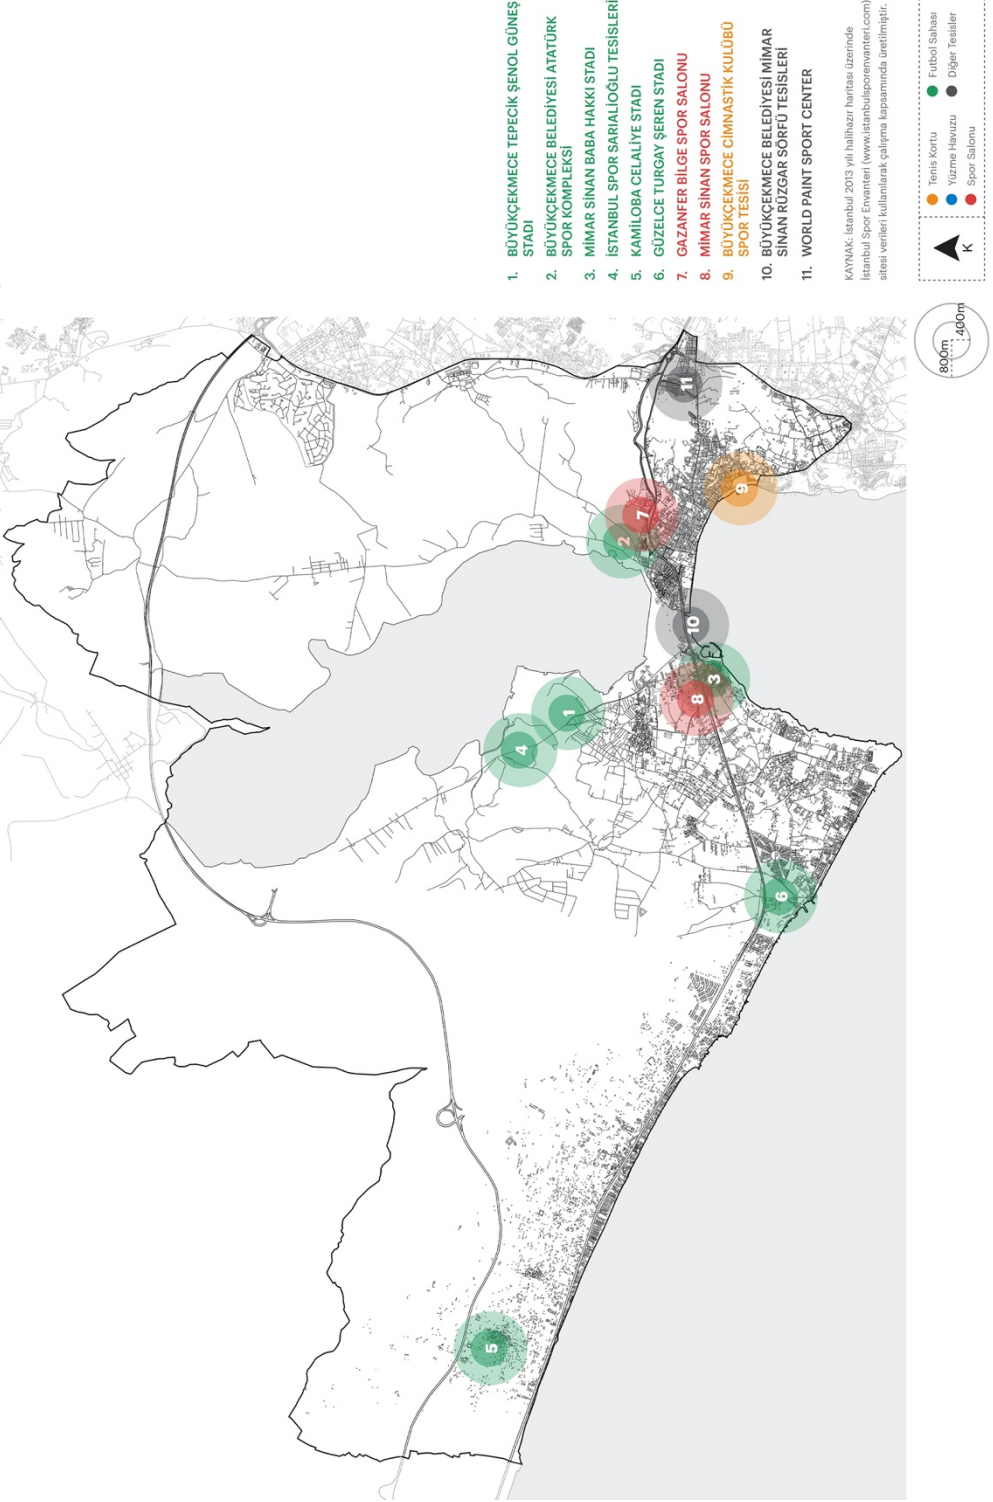 1. BÜYÜKÇEKMECE TEPECİK ŞENOL GÜNEŞ
STADI
2. BÜYÜKÇEKMECE BELEDİYESİ ATATÜRK
SPOR KOMPLEKSİ
3. MİMAR SİNAN BABA HAKKI STADI
4. İSTANBUL SPOR SARIALİOĞLU TESİSLERİ
5. KAMİLOBA CELALİYE STADI
6. GÜZELCE TURGAY ŞEREN STADI
7. GAZANFER BİLGE SPOR SALONU
8. MİMAR SİNAN SPOR SALONU
9. BÜYÜKÇEKMECE CİMNASTİK KULÜBÜ
SPOR TESİSİ
10. BÜYÜKÇEKMECE BELEDİYESİ MİMAR
SİNAN RÜZGAR SÖRFÜ TESİSLERİ
11. WORLD PAINT SPORT CENTER
KAYNAK: İstanbul 2013 yılı halihazır haritası üzerinde
İstanbul Spor Envanteri (www.istanbulsporenvanteri.com)
sitesi verileri kullanılarak çalışma kapsamında üretilmiştir.
K
Tenis Kortu
Yüzme Havuzu
Spor Salonu
Futbol Sahası
Diğer Tesisler
800m
400m
5
6
4
1
8
3
10
2
7
9
11